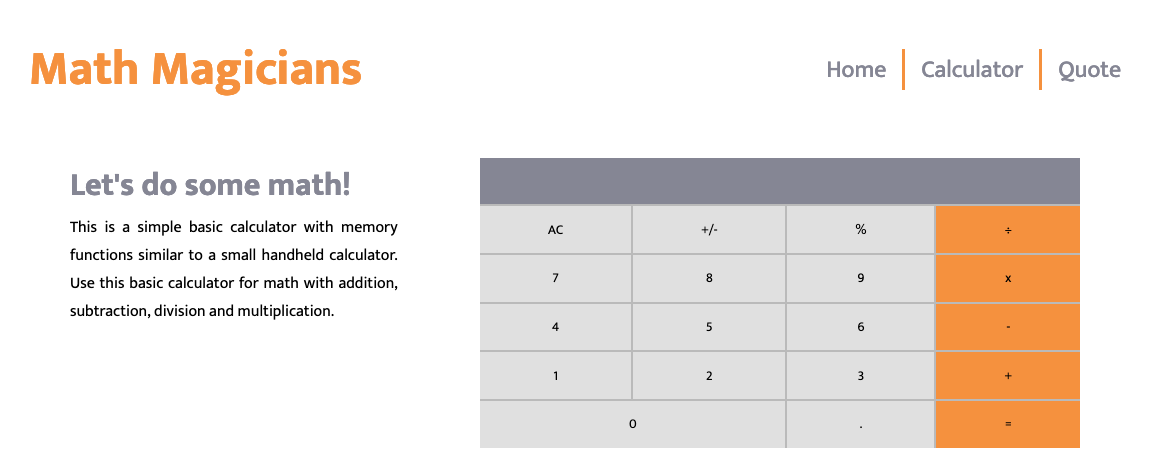 Math Magicians
Home Calculator Quote
Let's do some math!
This is a simple basic calculator with memory
functions similar to a small handheld calculator.
Use this basic calculator for math with addition,
subtraction, division and multiplication.
AC +/- % ÷
7 8 9 x
4 5 6 -
1 2 3 +
0 . =